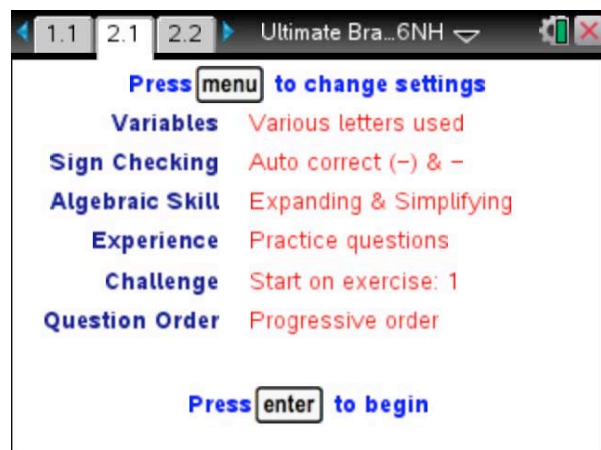 1.1 2.1 2.2 Ultimate Bra...6NH
Press menu to change settings
Variables Various letters used
Sign Checking Auto correct (−) & −
Algebraic Skill Expanding & Simplifying
Experience Practice questions
Challenge Start on exercise: 1
Question Order Progressive order
Press enter to begin